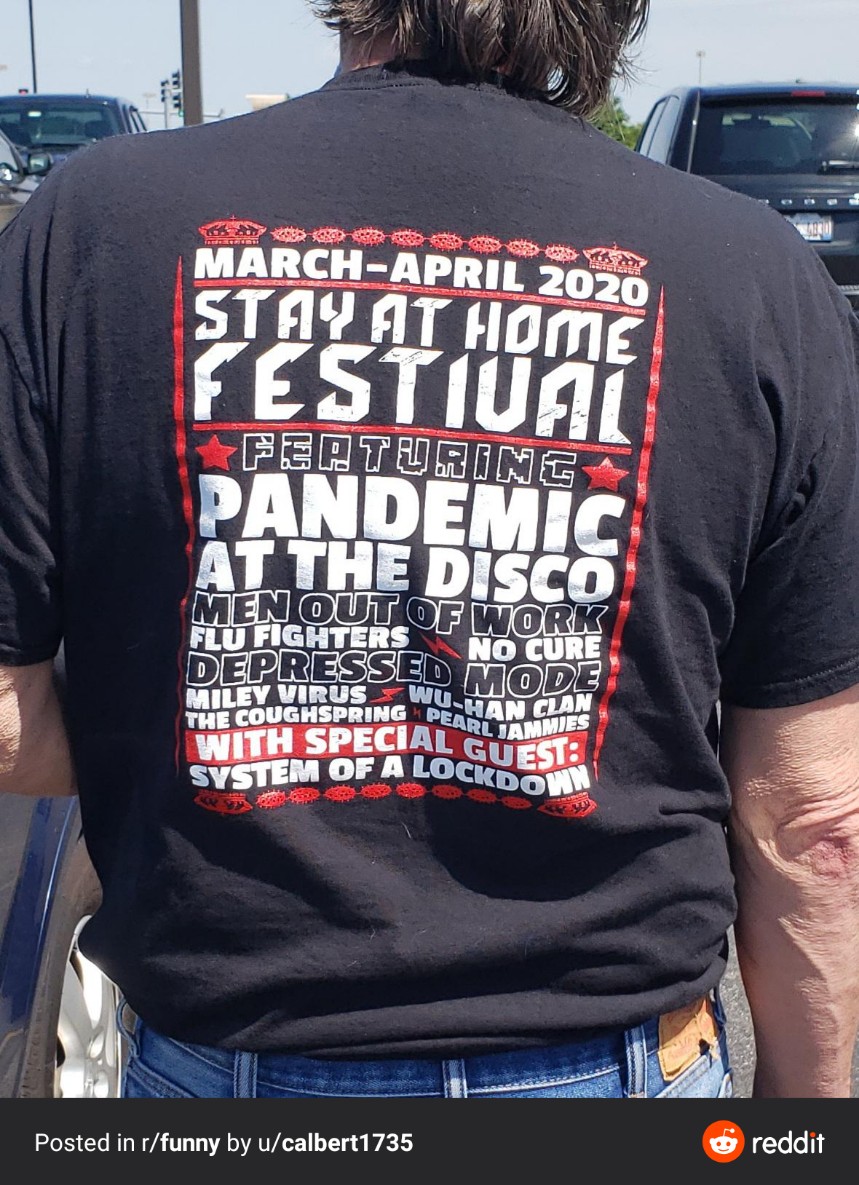 MARCH-APRIL 2020
STAY AT HOME
FESTIVAL
FEATURING
PANDEMIC
AT THE DISCO
MEN OUT OF WORK
FLU FIGHTERS NO CURE
DEPRESSED MODE
MILEY VIRUS WU-HAN CLAN
THE COUGHSPRING PEARL JAMMIES
WITH SPECIAL GUEST:
SYSTEM OF A LOCKDOWN
Posted in r/funny by u/calbert1735
reddit